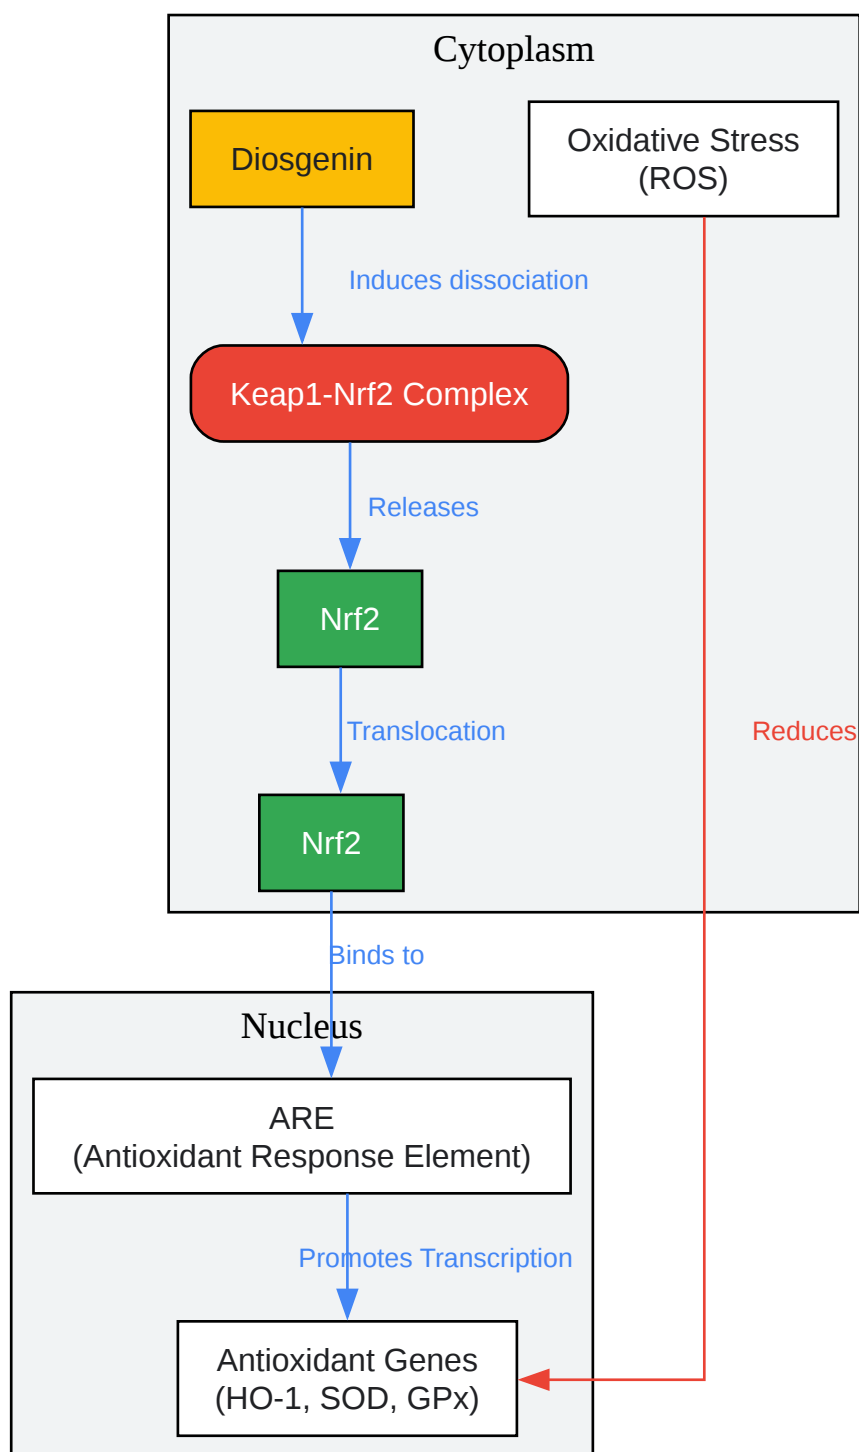 Cytoplasm
Diosgenin
Oxidative Stress
(ROS)
Induces dissociation
Keap1-Nrf2 Complex
Releases
Nrf2
Translocation
Reduces
Nrf2
Binds to
Nucleus
ARE
(Antioxidant Response Element)
Promotes Transcription
Antioxidant Genes
(HO-1, SOD, GPx)